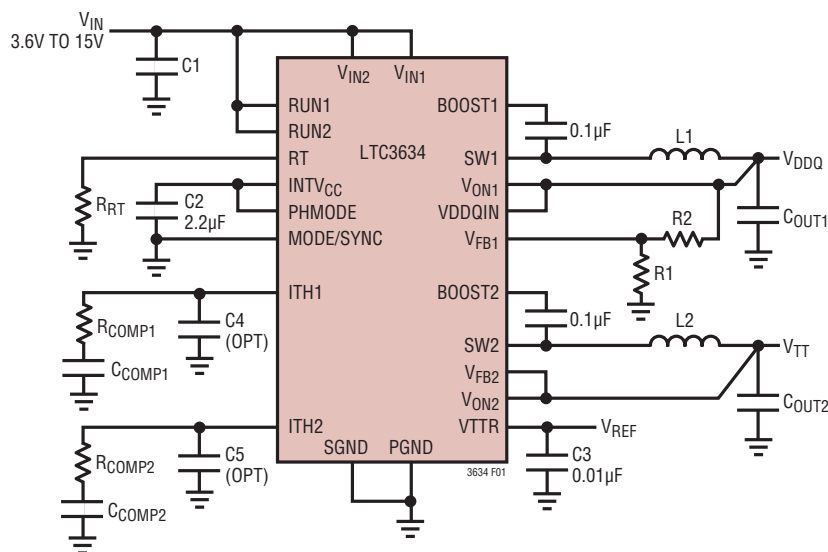 VIN
3.6V TO 15V
C1
VIN2
VIN1
RUN1
RUN2
RT
INTVCC
PHMODE
MODE/SYNC
ITH1
ITH2
SGND
PGND
LTC3634
BOOST1
SW1
VON1
VDDQIN
VFB1
BOOST2
SW2
VFB2
VON2
VTTR
RRT
C2
2.2µF
RCOMP1
CCOMP1
C4
(OPT)
RCOMP2
CCOMP2
C5
(OPT)
0.1µF
L1
VDDQ
COUT1
R2
R1
0.1µF
L2
VTT
COUT2
VREF
C3
0.01µF
3634 F01